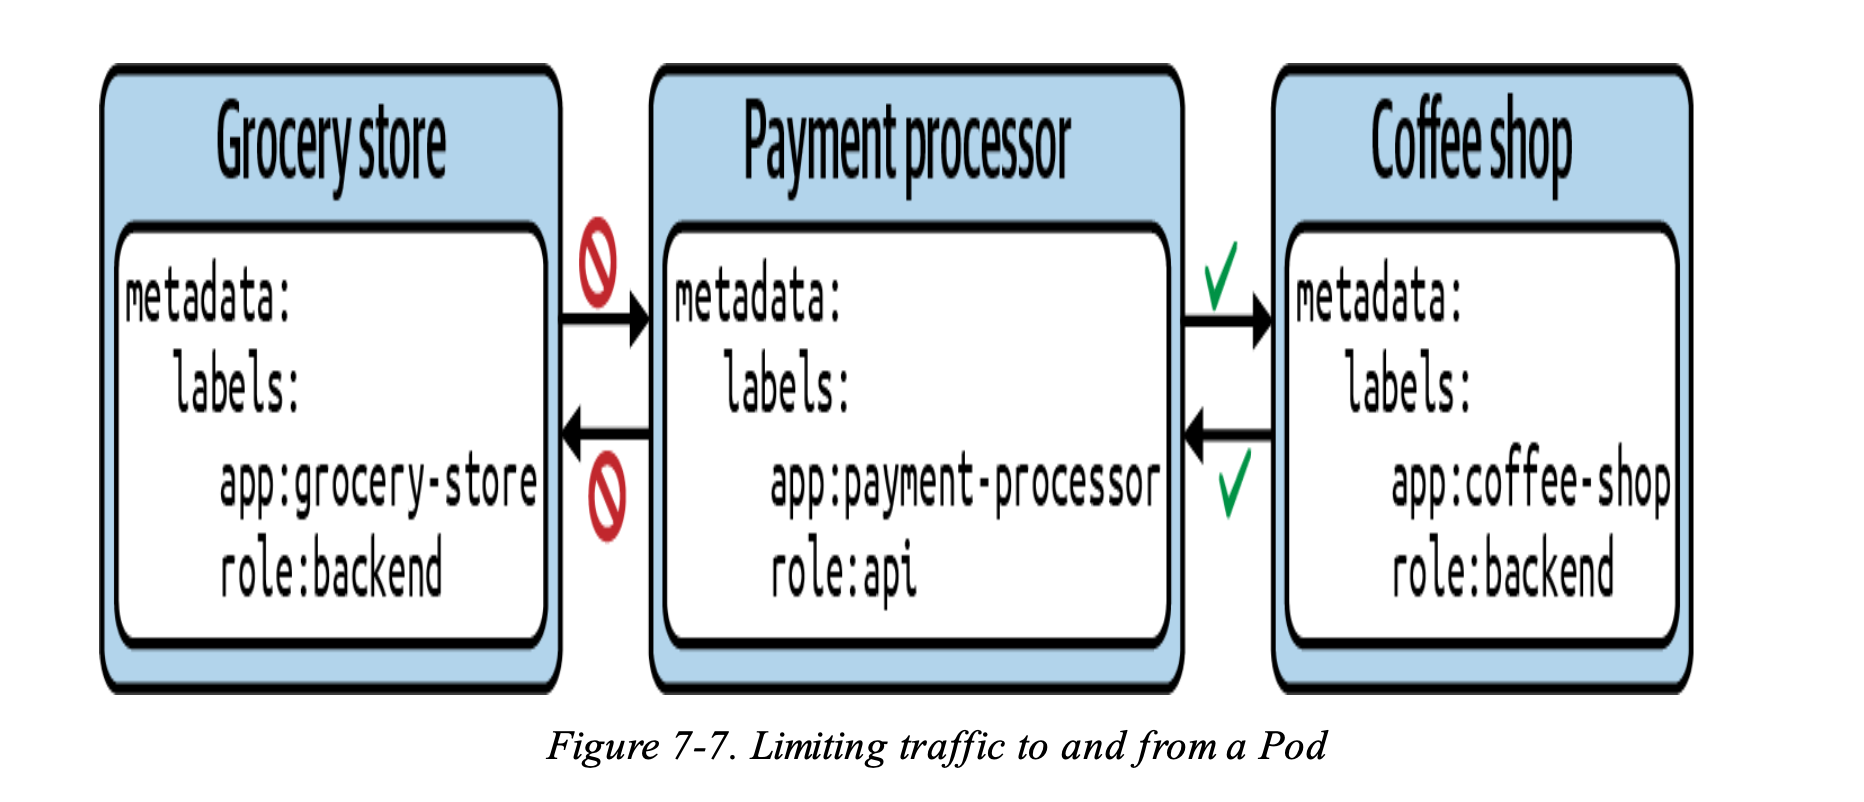 Grocery store
metadata:
labels:
app:grocery-store
role:backend
Payment processor
metadata:
labels:
app:payment-processor
role:api
Coffee shop
metadata:
labels:
app:coffee-shop
role:backend
Figure 7-7. Limiting traffic to and from a Pod